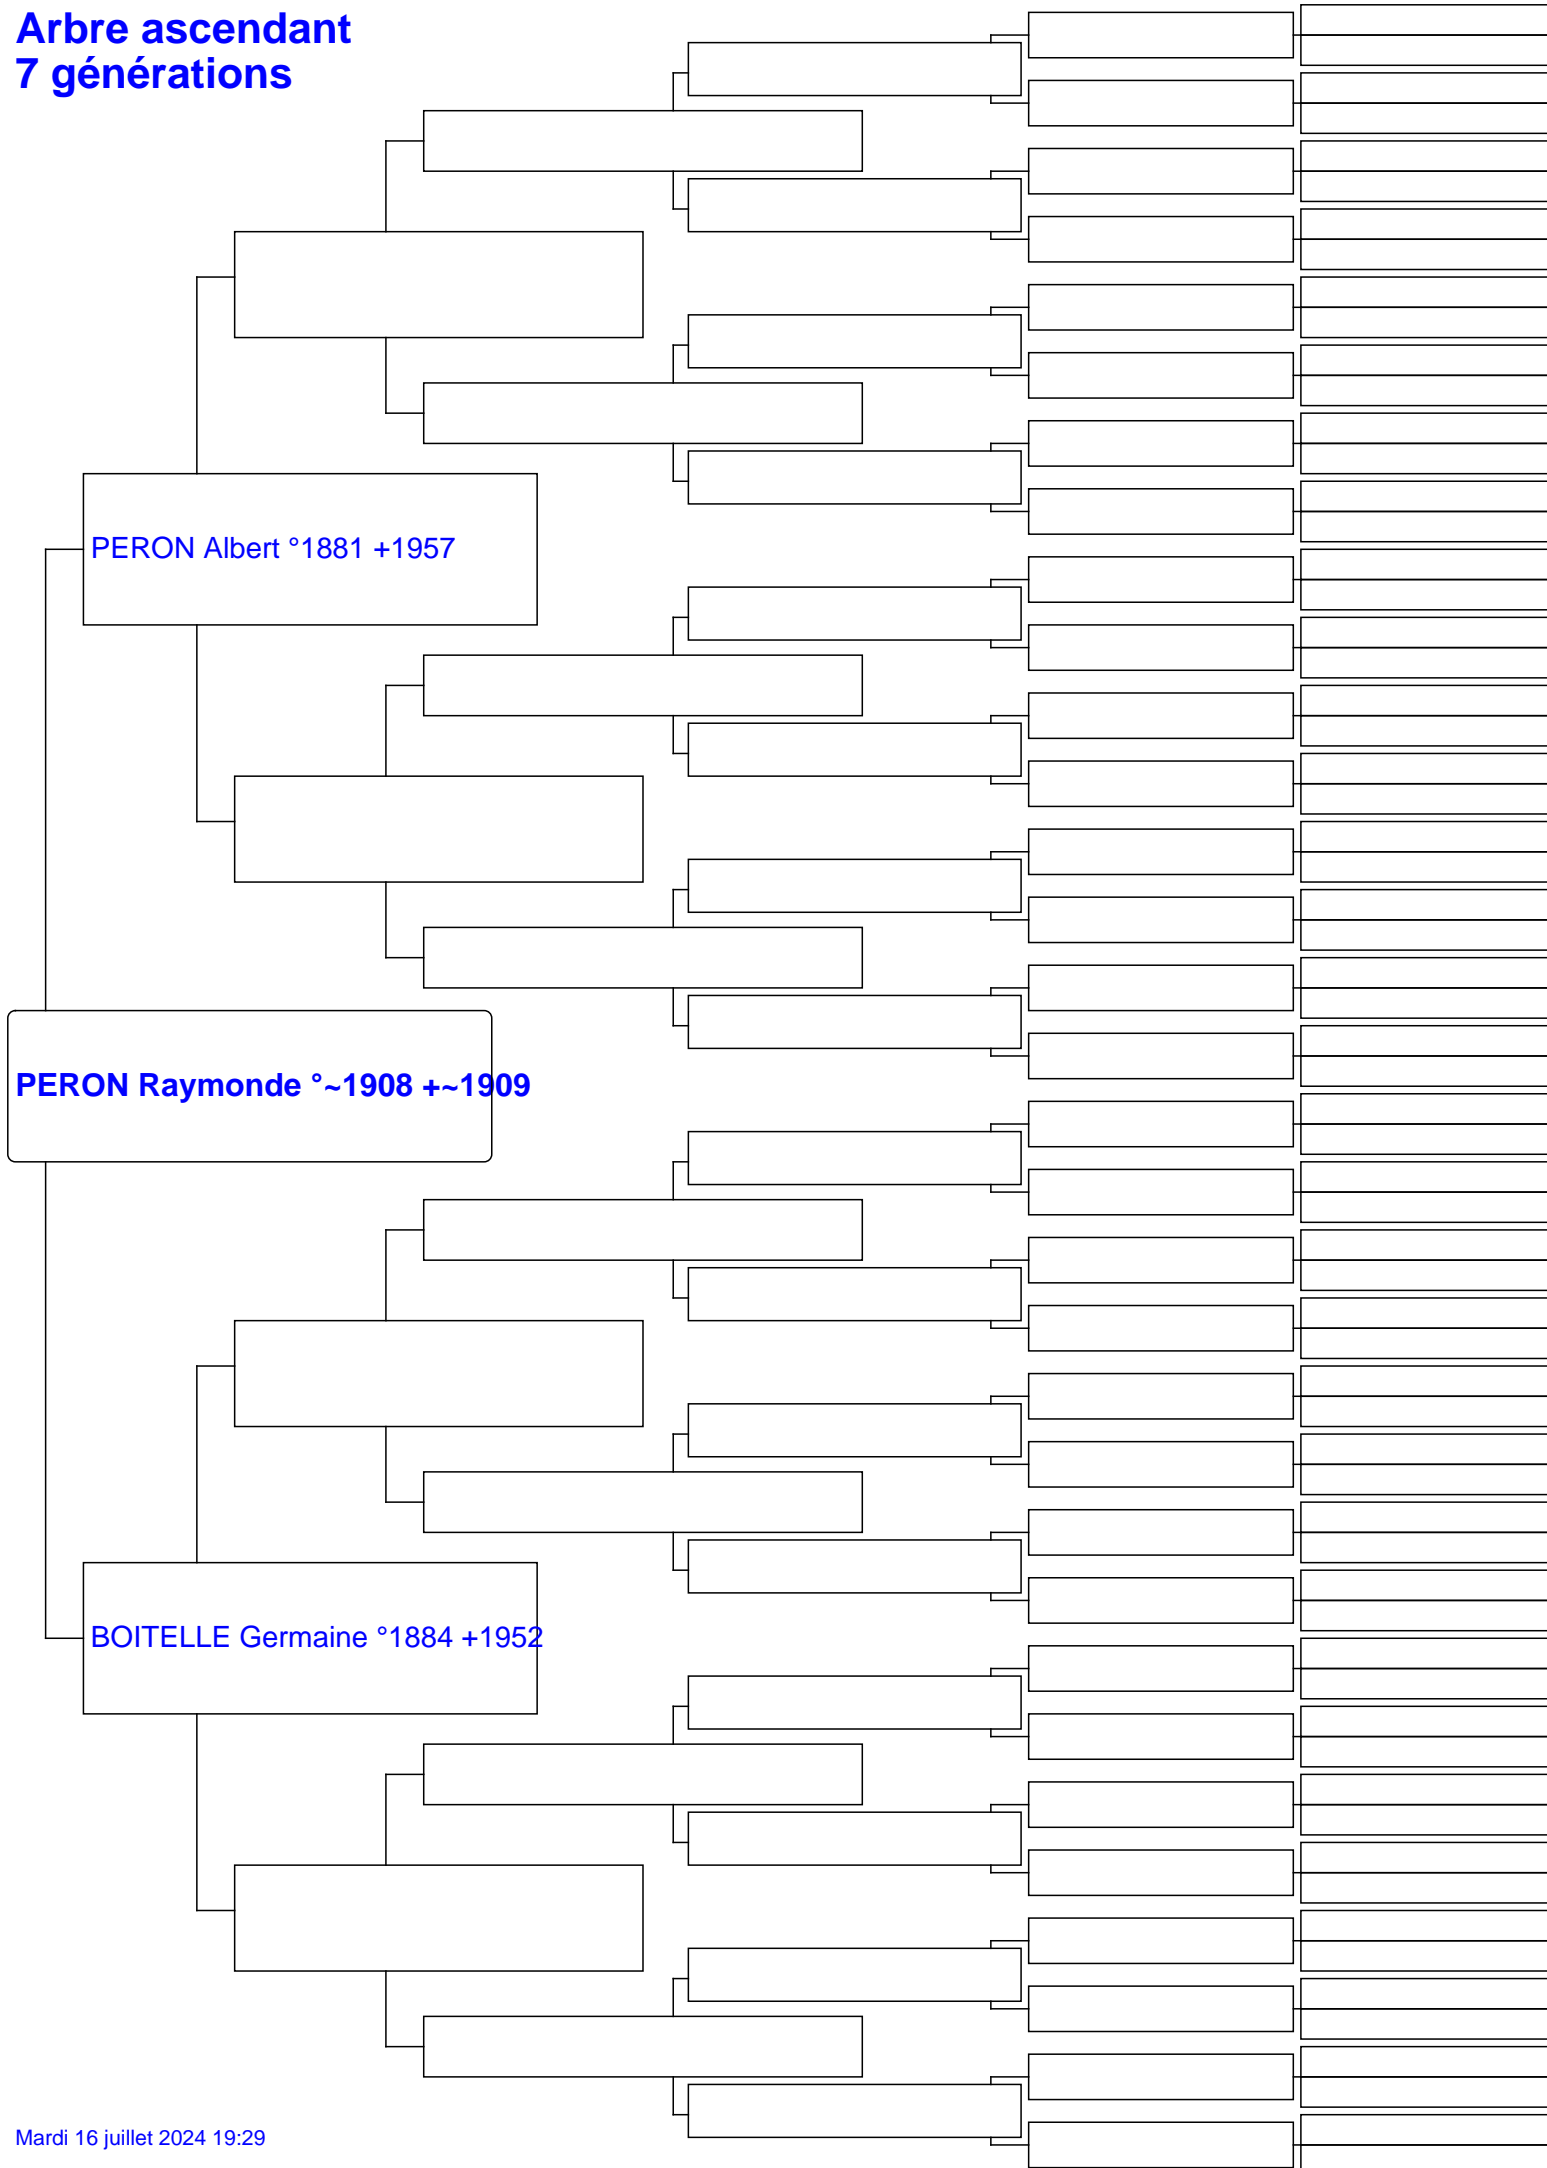 Arbre ascendant
7 générations
PERON Albert °1881 +1957
PERON Raymonde °~1908 +~1909
BOITELLE Germaine °1884 +1952
Mardi 16 juillet 2024 19:29